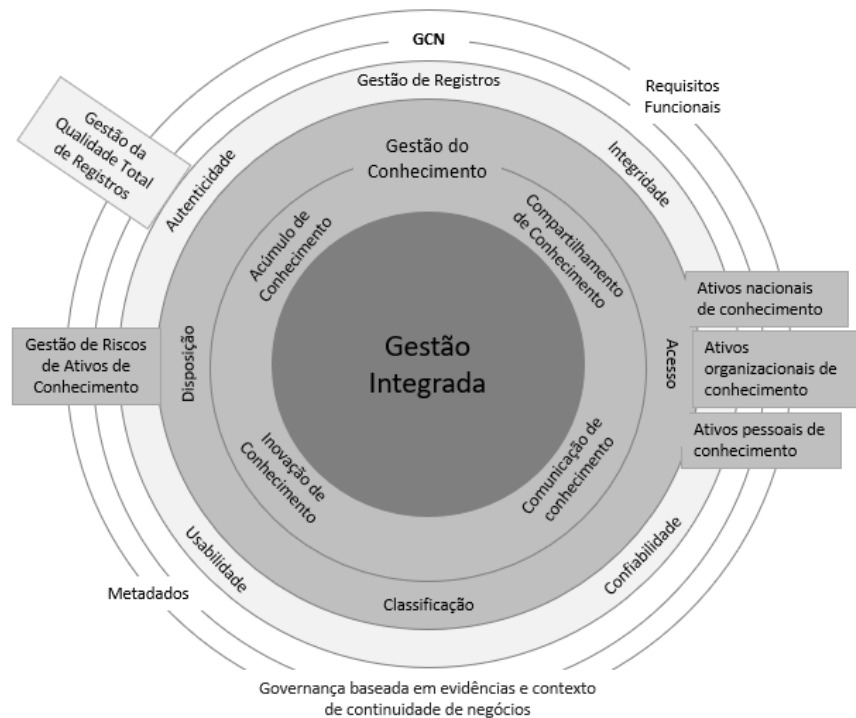 GCN
Gestão de Registros
Requisitos
Funcionais
Gestão da
Qualidade Total
de Registros
Autenticidade
Integridade
Gestão do
Conhecimento
Acúmulo de
Conhecimento
Compartilhamento
de Conhecimento
Ativos nacionais
de conhecimento
Gestão de Riscos
de Ativos de
Conhecimento
Disposição
Gestão
Integrada
Acesso
Ativos
organizacionais de
conhecimento
Ativos pessoais de
conhecimento
Inovação de
Conhecimento
Comunicação de
conhecimento
Usabilidade
Confiabilidade
Metadados
Classificação
Governança baseada em evidências e contexto
de continuidade de negócios